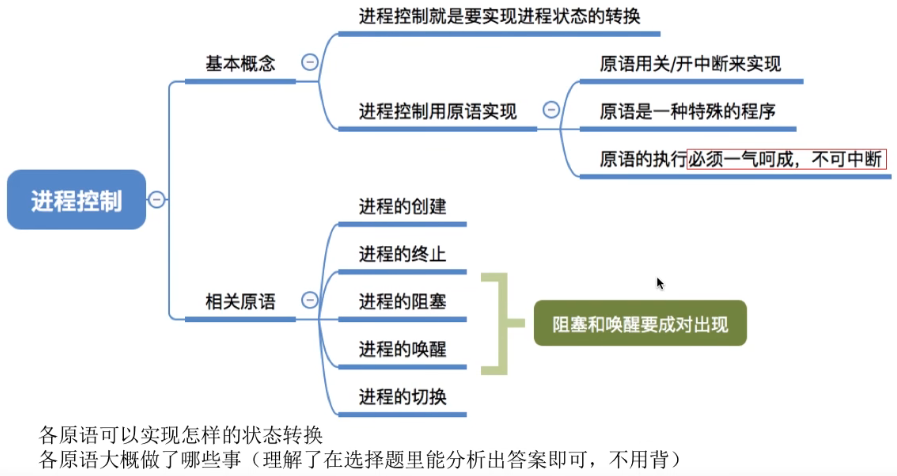 进程控制
基本概念
进程控制就是要实现进程状态的转换
进程控制用原语实现
原语用关/开中断来实现
原语是一种特殊的程序
原语的执行必须一气呵成，不可中断
相关原语
进程的创建
进程的终止
进程的阻塞
进程的唤醒
进程的切换
阻塞和唤醒要成对出现
各原语可以实现怎样的状态转换
各原语大概做了哪些事（理解了在选择题里能分析出答案即可，不用背）